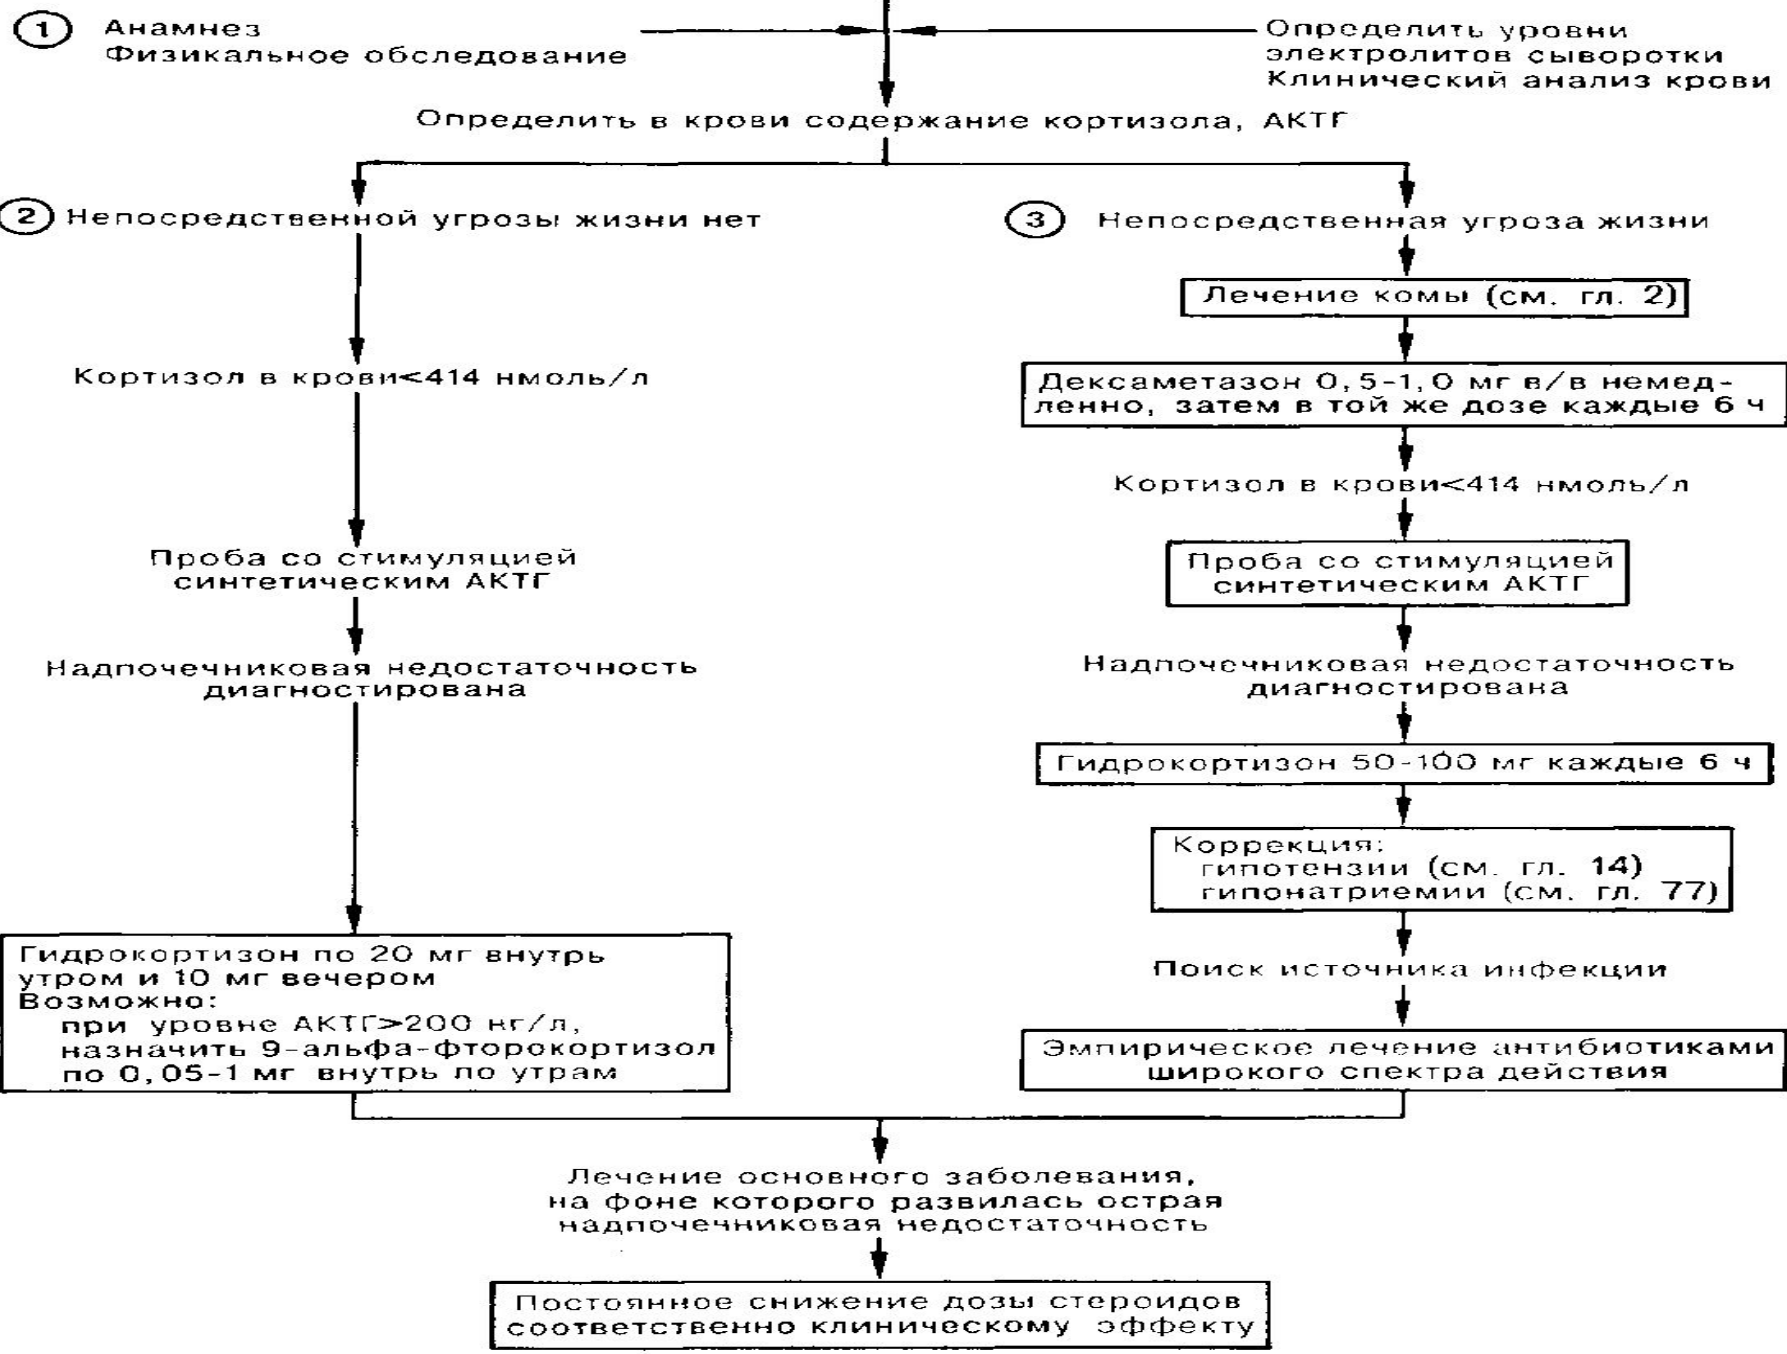 1 Анамнез
Физикальное обследование
Определить уровни
электролитов сыворотки
Клинический анализ крови
Определить в крови содержание кортизола, АКТГ
2 Непосредственной угрозы жизни нет
Кортизол в крови<414 нмоль/л
Проба со стимуляцией
синтетическим АКТГ
Надпочечниковая недостаточность
диагностирована
Гидрокортизон по 20 мг внутрь
утром и 10 мг вечером
Возможно:
при уровне АКТГ>200 нг/л,
назначить 9-альфа-фторокортизол
по 0,05-1 мг внутрь по утрам
3 Непосредственная угроза жизни
Лечение комы (см. гл. 2)
Дексаметазон 0,5-1,0 мг в/в немед-
ленно, затем в той же дозе каждые 6 ч
Кортизол в крови<414 нмоль/л
Проба со стимуляцией
синтетическим АКТГ
Надпочечниковая недостаточность
диагностирована
Гидрокортизон 50-100 мг каждые 6 ч
Коррекция:
гипотензии (см. гл. 14)
гипонатриемии (см. гл. 77)
Поиск источника инфекции
Эмпирическое лечение антибиотиками
широкого спектра действия
Лечение основного заболевания,
на фоне которого развилась острая
надпочечниковая недостаточность
Постоянное снижение дозы стероидов
соответственно клиническому эффекту